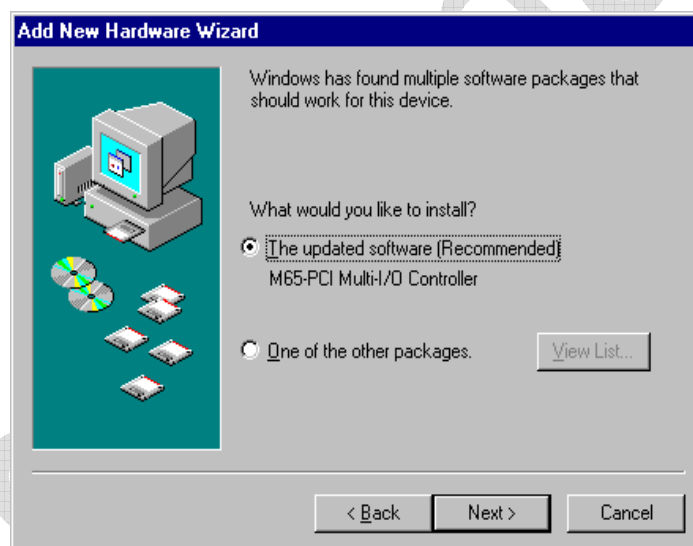 Add New Hardware Wizard
Windows has found multiple software packages that
should work for this device.
What would you like to install?
The updated software (Recommended)
M65-PCI Multi-I/O Controller
One of the other packages.
View List...
< Back
Next >
Cancel